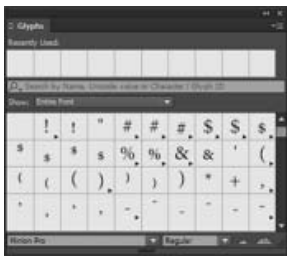 Glyphs
Recently Used:
Search by Name, Unicode value or Character / Glyph ID
Show: Entire Font
! ! " # # # $ $ $
$ $ $ $ % % & & ' (
( ( ( ) ) ) ) * + ,
Minion Pro Regular